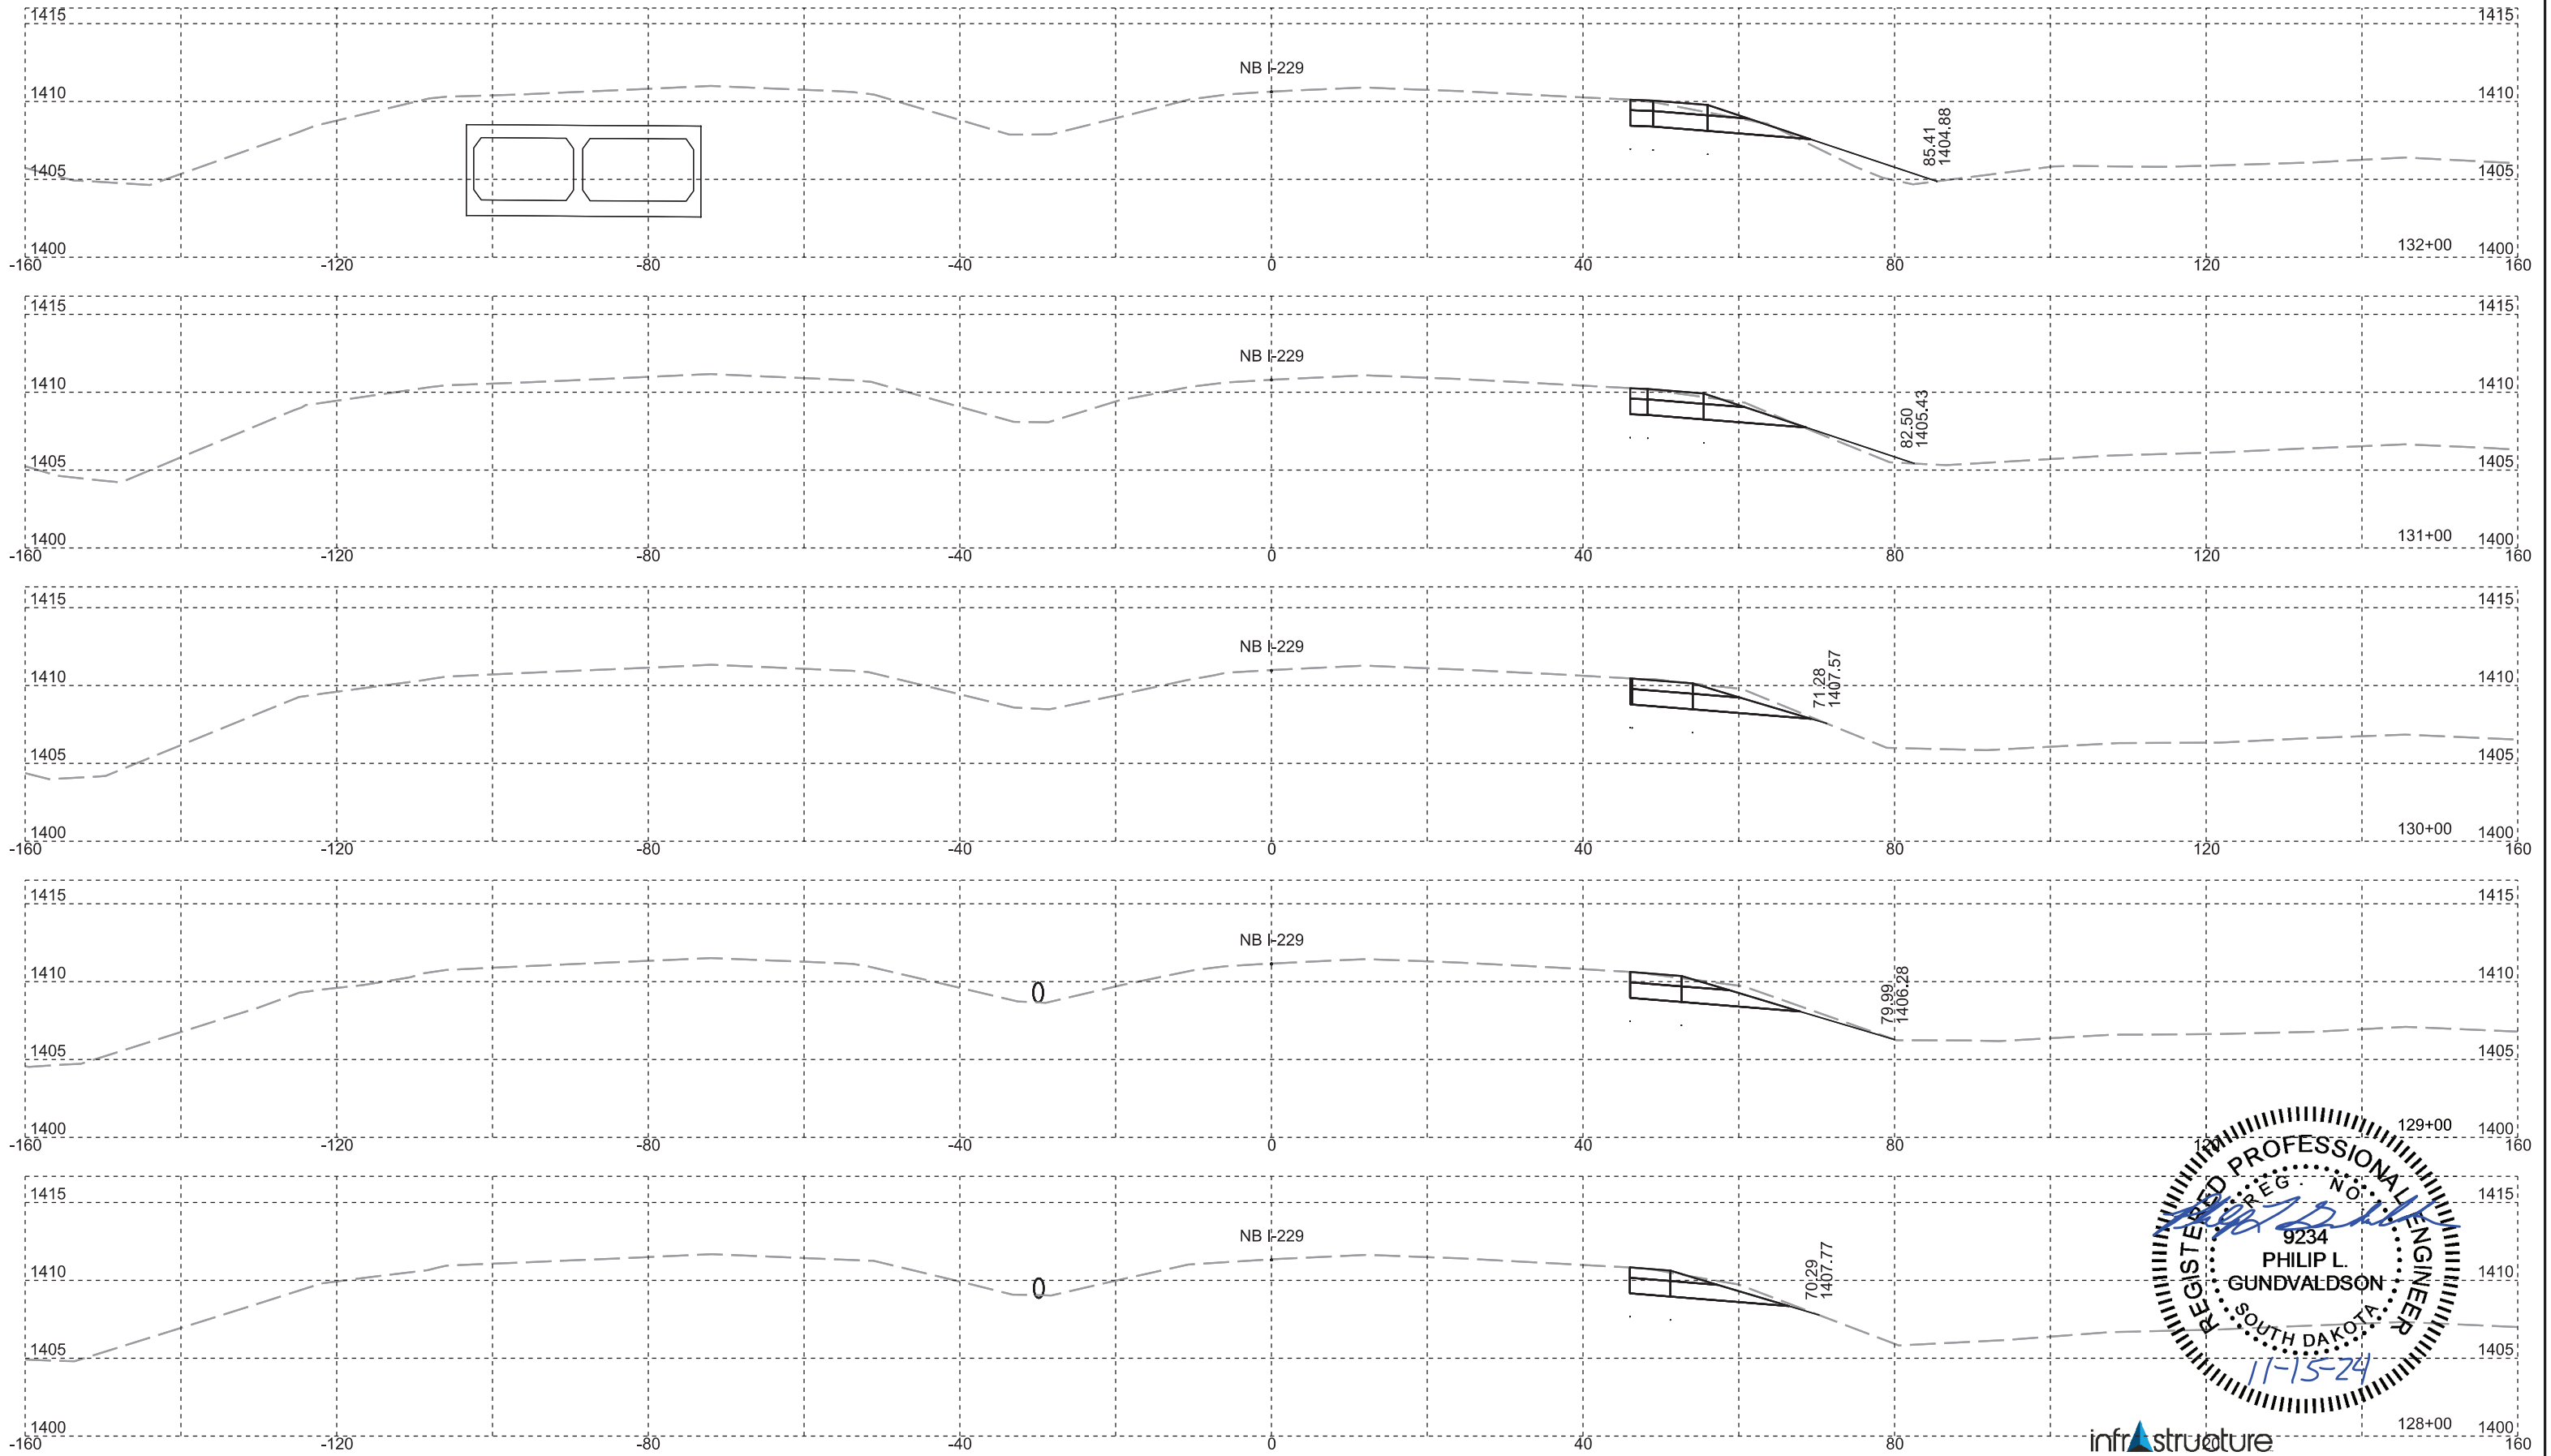 1415 1415
NB I-229
1410 1410
85.41
1404.88
1405 1405
1400 132+00 1400
-160 -120 -80 -40 0 40 80 120 160
1415 1415
NB I-229
1410 1410
82.50
1405.43
1405 1405
1400 131+00 1400
-160 -120 -80 -40 0 40 80 120 160
1415 1415
NB I-229
1410 1410
71.28
1407.57
1405 1405
1400 130+00 1400
-160 -120 -80 -40 0 40 80 120 160
1415 1415
NB I-229
1410 1410
79.99
1406.28
1405 1405
1400 129+00 1400
-160 -120 -80 -40 0 40 80 120 160
1415 1415
NB I-229
1410 1410
70.29
1407.77
1405 1405
1400 128+00 1400
-160 -120 -80 -40 0 40 80 120 160
REGISTERED PROFESSIONAL ENGINEER
REG. NO.
9234
PHILIP L.
GUNDVALDSON
SOUTH DAKOTA
11-15-24
infrastructure